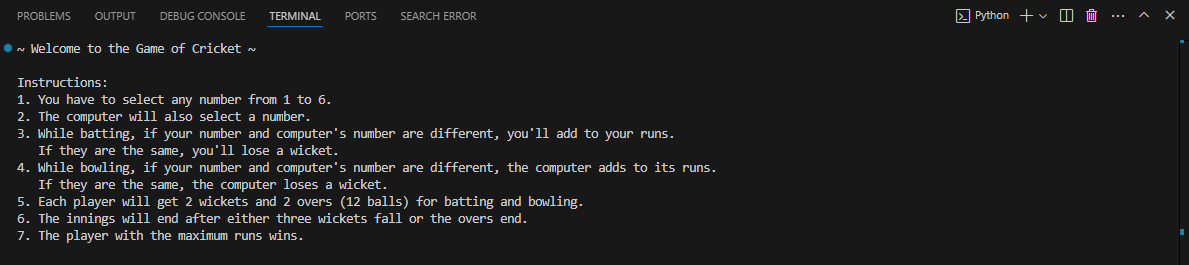 PROBLEMS OUTPUT DEBUG CONSOLE TERMINAL PORTS SEARCH ERROR Python
~ Welcome to the Game of Cricket ~
Instructions:
1. You have to select any number from 1 to 6.
2. The computer will also select a number.
3. While batting, if your number and computer's number are different, you'll add to your runs.
If they are the same, you'll lose a wicket.
4. While bowling, if your number and computer's number are different, the computer adds to its runs.
If they are the same, the computer loses a wicket.
5. Each player will get 2 wickets and 2 overs (12 balls) for batting and bowling.
6. The innings will end after either three wickets fall or the overs end.
7. The player with the maximum runs wins.